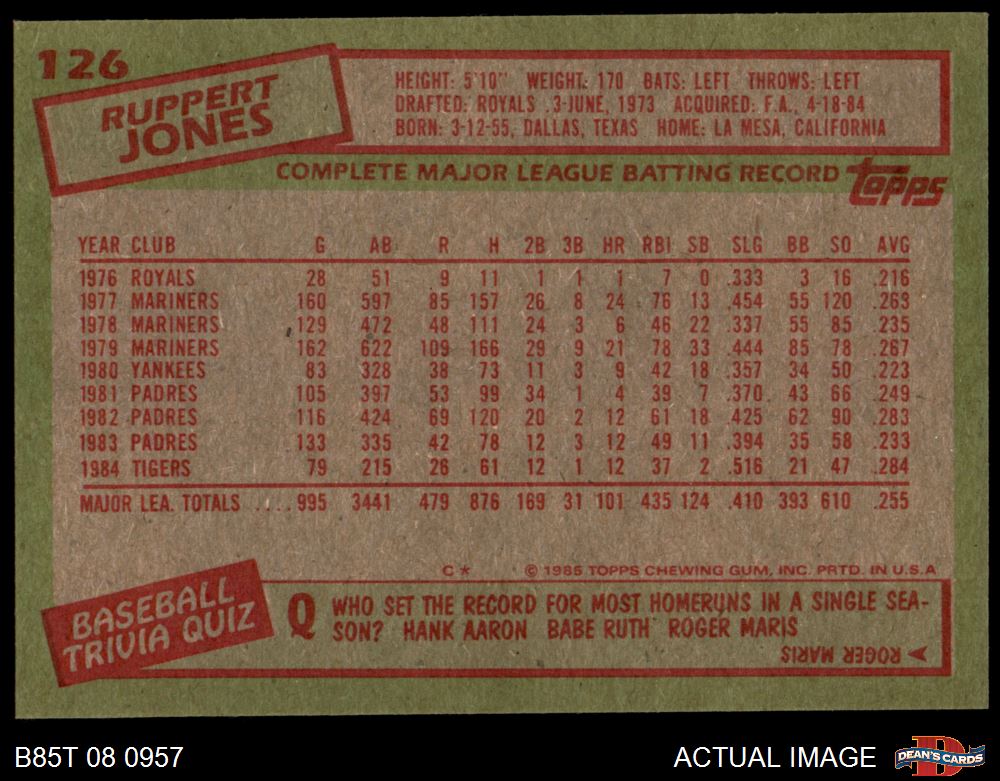 126
RUPPERT
JONES
HEIGHT: 5'10" WEIGHT: 170 BATS: LEFT THROWS: LEFT
DRAFTED: ROYALS 3-JUNE, 1973 ACQUIRED: F.A., 4-18-84
BORN: 3-12-55, DALLAS, TEXAS HOME: LA MESA, CALIFORNIA
COMPLETE MAJOR LEAGUE BATTING RECORD topps
YEAR CLUB G AB R H 2B 3B HR RBI SB SLG BB SO AVG
1976 ROYALS 28 51 9 11 1 1 1 7 0 .333 3 16 .216
1977 MARINERS 160 597 85 157 26 8 24 76 13 .454 55 120 .263
1978 MARINERS 129 472 48 111 24 3 6 46 22 .337 55 85 .235
1979 MARINERS 162 622 109 166 29 9 21 78 33 .444 85 78 .267
1980 YANKEES 83 328 38 73 11 3 9 42 18 .357 34 50 .223
1981 PADRES 105 397 53 99 34 1 4 39 7 .370 43 66 .249
1982 PADRES 116 424 69 120 20 2 12 61 18 .425 62 90 .283
1983 PADRES 133 335 42 78 12 3 12 49 11 .394 35 58 .233
1984 TIGERS 79 215 26 61 12 1 12 37 2 .516 21 47 .284
MAJOR LEA. TOTALS .... 995 3441 479 876 169 31 101 435 124 .410 393 610 .255
C* © 1985 TOPPS CHEWING GUM, INC. PRTD. IN U.S.A
BASEBALL
TRIVIA QUIZ
Q WHO SET THE RECORD FOR MOST HOMERUNS IN A SINGLE SEA-
SON? HANK AARON BABE RUTH ROGER MARIS
ROGER MARIS
B85T 08 0957 ACTUAL IMAGE D DEAN'S CARDS